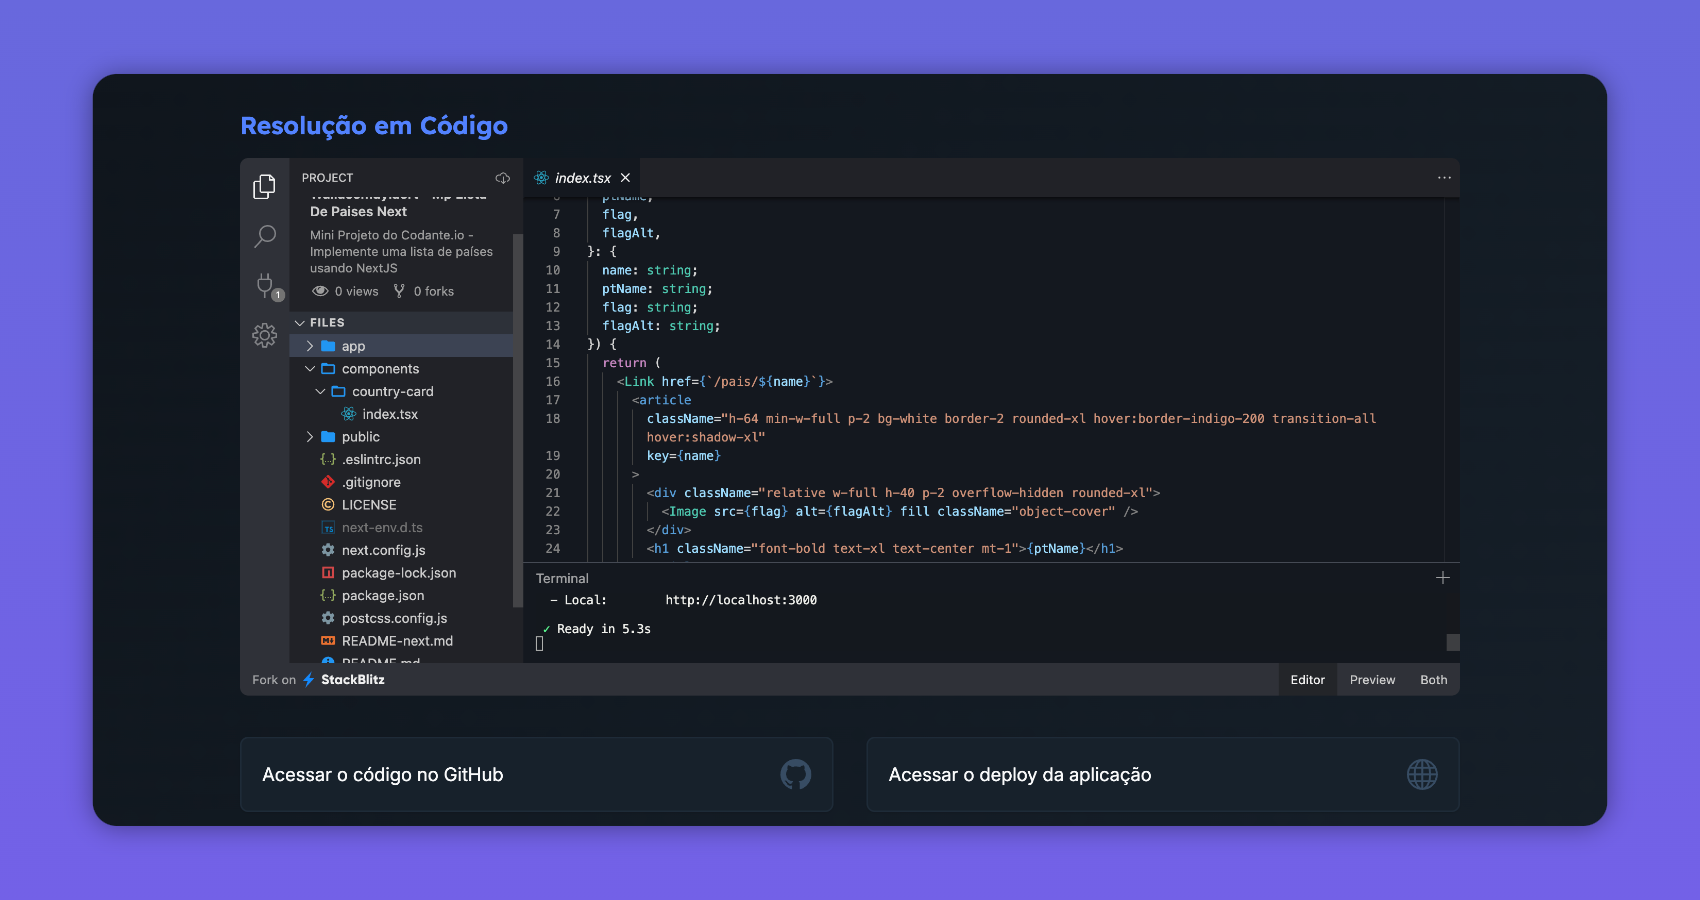 Resolução em Código
PROJECT
De Paises Next
Mini Projeto do Codante.io -
Implemente uma lista de países
usando NextJS
0 views 0 forks
1
FILES
app
components
country-card
index.tsx
public
.eslintrc.json
.gitignore
LICENSE
next-env.d.ts
next.config.js
package-lock.json
package.json
postcss.config.js
README-next.md
README.md
index.tsx
6 ptName,
7 flag,
8 flagAlt,
9 }: {
10 name: string;
11 ptName: string;
12 flag: string;
13 flagAlt: string;
14 }) {
15 return (
16 <Link href={`/pais/${name}`}>
17 <article
18 className="h-64 min-w-full p-2 bg-white border-2 rounded-xl hover:border-indigo-200 transition-all
hover:shadow-xl"
19 key={name}
20 >
21 <div className="relative w-full h-40 p-2 overflow-hidden rounded-xl">
22 <Image src={flag} alt={flagAlt} fill className="object-cover" />
23 </div>
24 <h1 className="font-bold text-xl text-center mt-1">{ptName}</h1>
Terminal
- Local: http://localhost:3000
✓ Ready in 5.3s
Fork on StackBlitz
Editor Preview Both
Acessar o código no GitHub
Acessar o deploy da aplicação